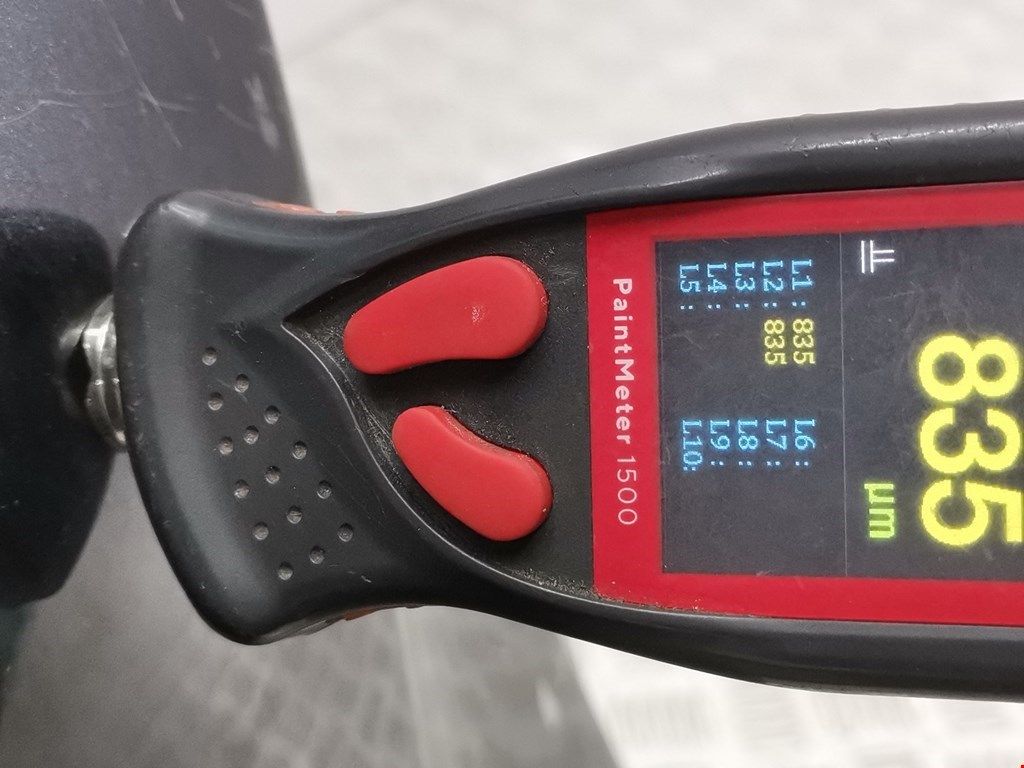 835
µm
L1: 835 L6:
L2: 835 L7:
L3: L8:
L4: L9:
L5: L10:
PaintMeter 1500